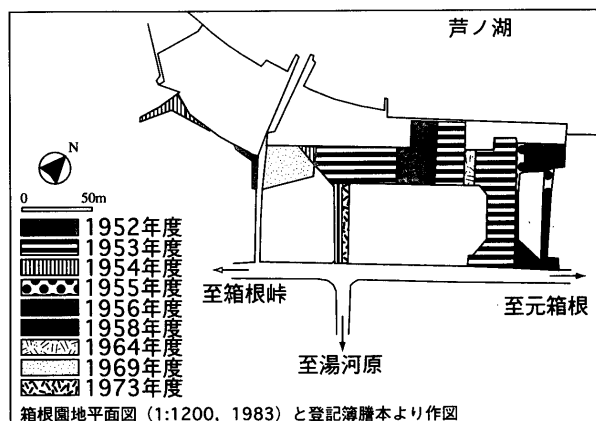 芦ノ湖
N
0 50m
1952年度
1953年度
1954年度
1955年度
1956年度
1958年度
1964年度
1969年度
1973年度
至箱根峠
至元箱根
至湯河原
箱根園地平面図(1:1200, 1983)と登記簿謄本より作図